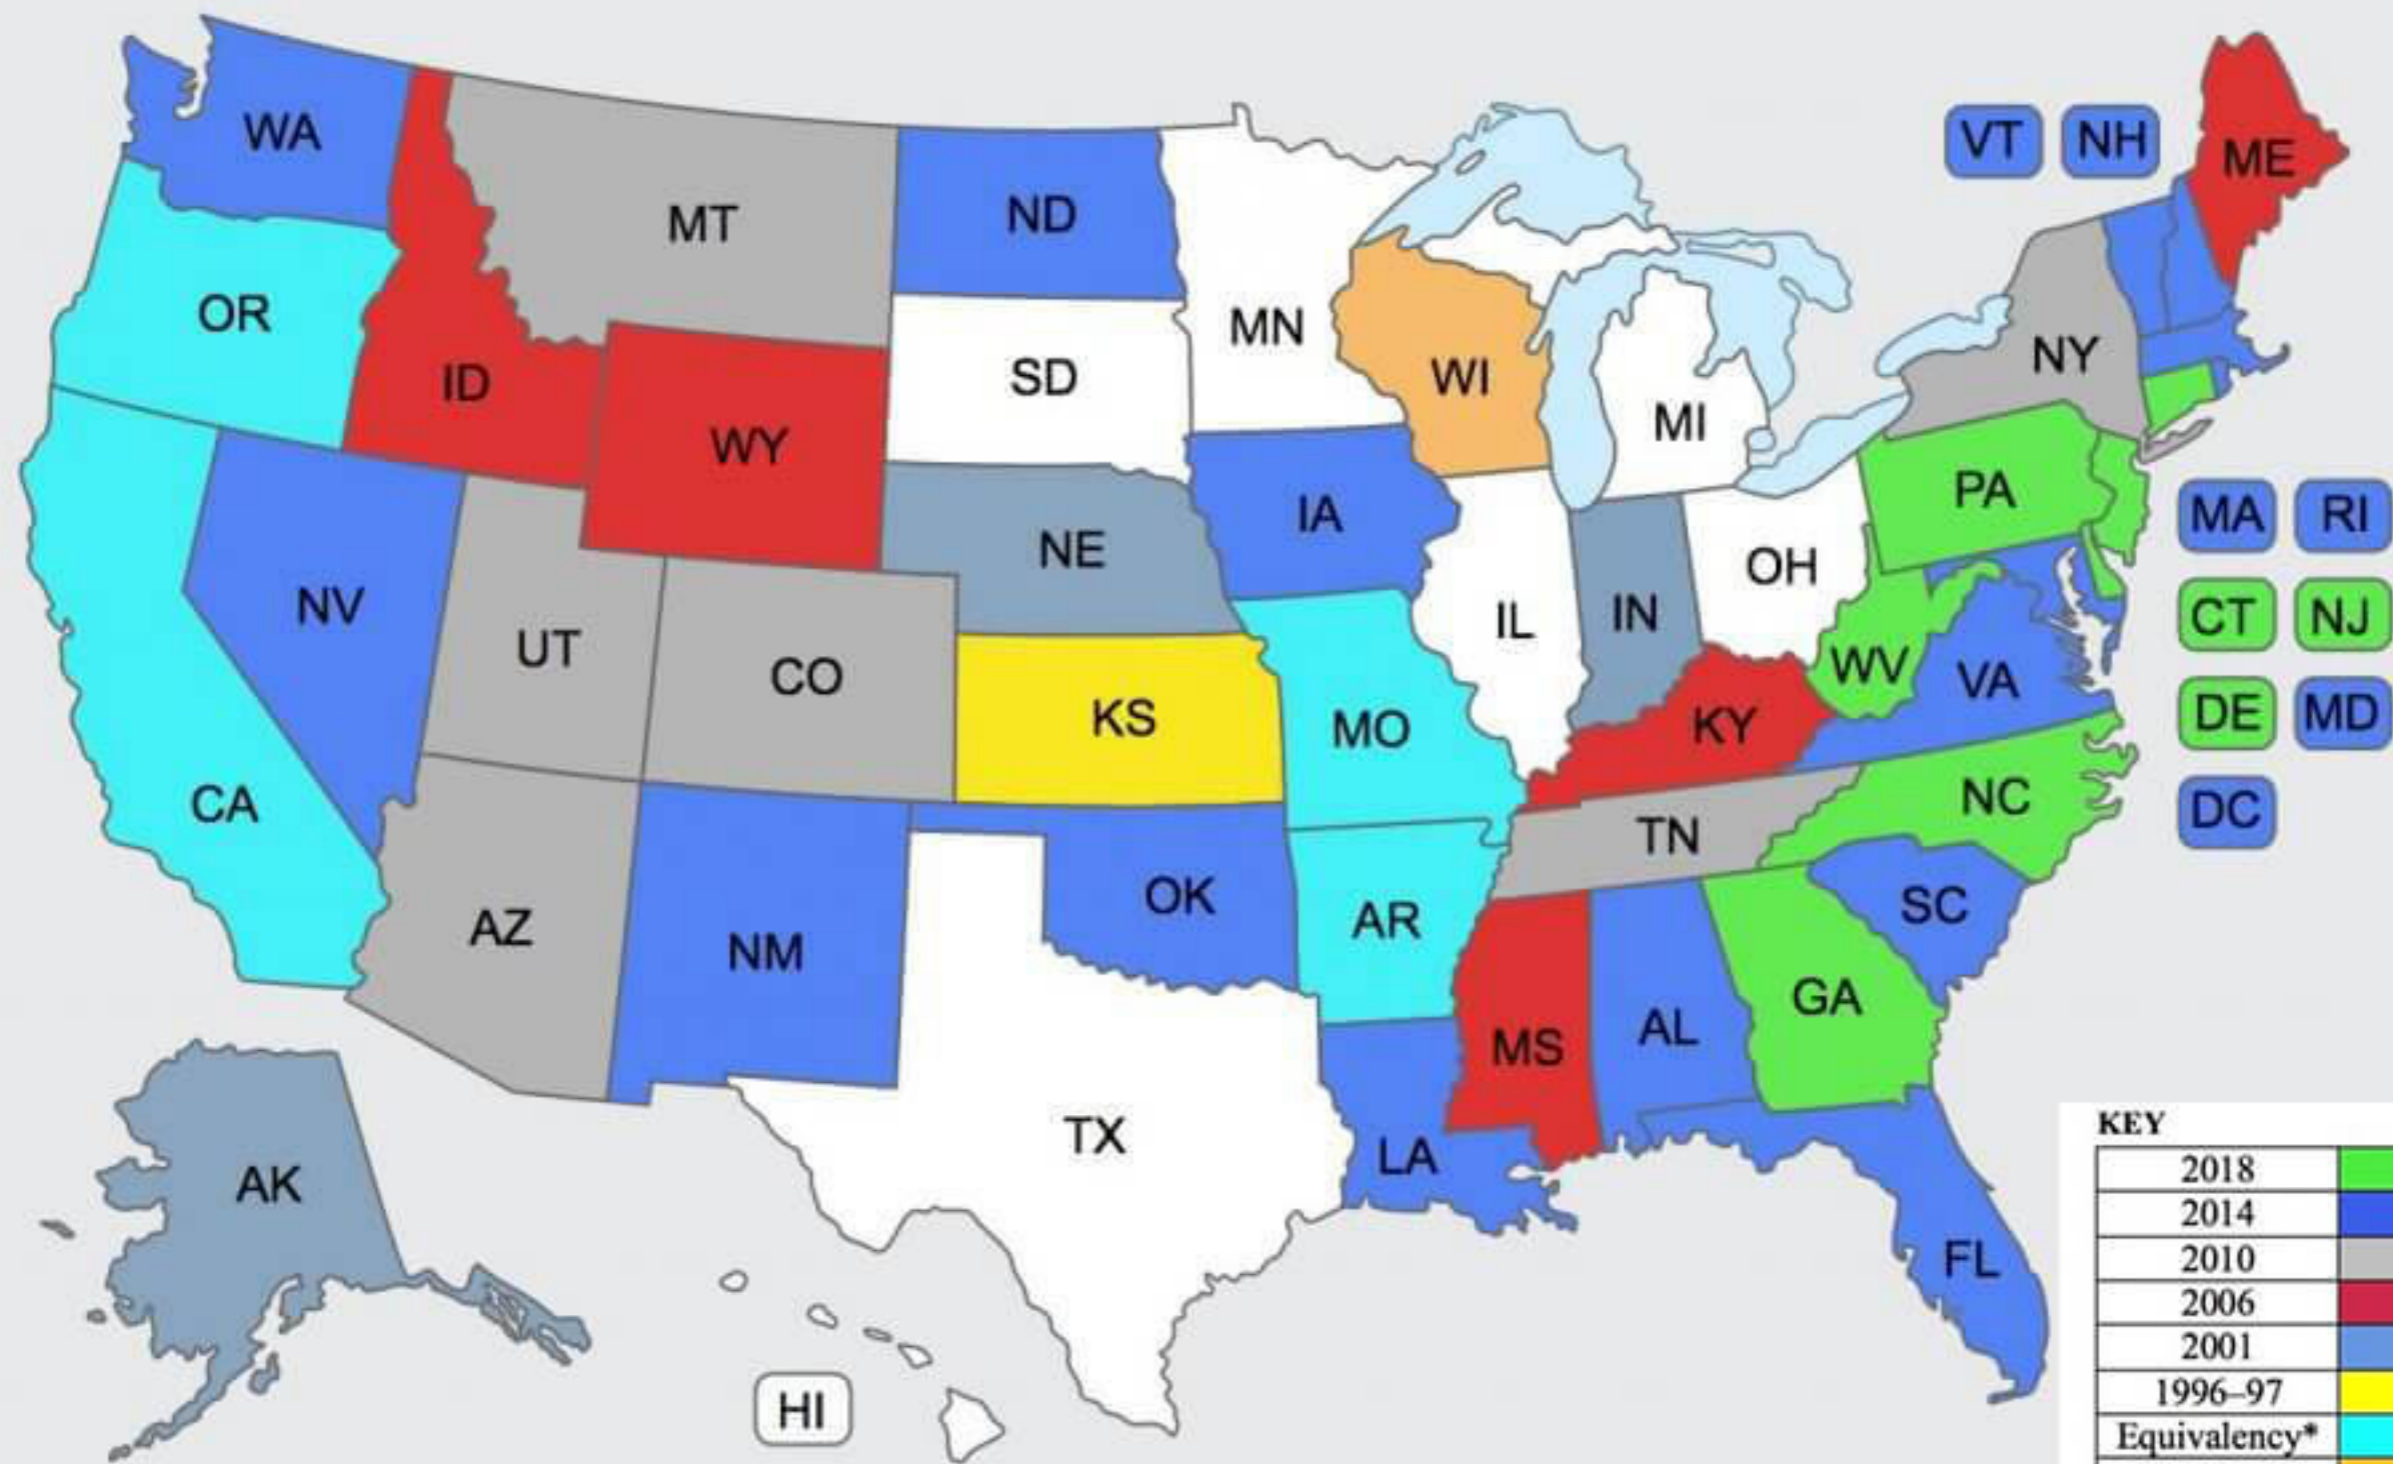 WA
VT NH
ME
MT
ND
OR
MN
NY
SD
WI
ID
MI
WY
PA
IA
MA RI
NE
OH
NV
IN
CT NJ
IL
UT
WV
CO
VA
KS
KY
DE MD
MO
CA
NC
DC
TN
OK
SC
AR
AZ
NM
GA
AL
MS
TX
LA
AK
FL
HI
KEY
2018
2014
2010
2006
2001
1996–97
Equivalency*